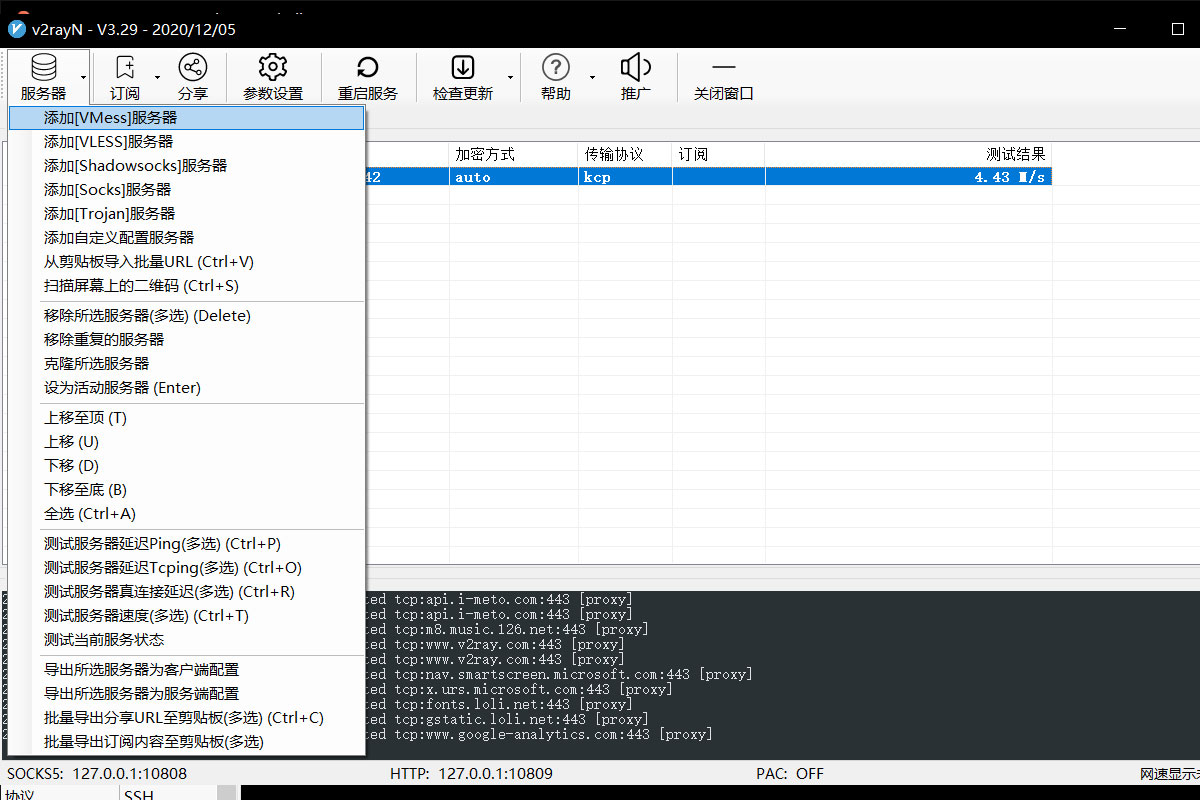 v2rayN - V3.29 - 2020/12/05
服务器 订阅 分享 参数设置 重启服务 检查更新 帮助 推广 关闭窗口
添加[VMess]服务器
添加[VLESS]服务器
添加[Shadowsocks]服务器
添加[Socks]服务器
添加[Trojan]服务器
添加自定义配置服务器
从剪贴板导入批量URL (Ctrl+V)
扫描屏幕上的二维码 (Ctrl+S)
移除所选服务器(多选) (Delete)
移除重复的服务器
克隆所选服务器
设为活动服务器 (Enter)
上移至顶 (T)
上移 (U)
下移 (D)
下移至底 (B)
全选 (Ctrl+A)
测试服务器延迟Ping(多选) (Ctrl+P)
测试服务器延迟Tcping(多选) (Ctrl+O)
测试服务器真连接延迟(多选) (Ctrl+R)
测试服务器速度(多选) (Ctrl+T)
测试当前服务状态
导出所选服务器为客户端配置
导出所选服务器为服务端配置
批量导出分享URL至剪贴板(多选) (Ctrl+C)
批量导出订阅内容至剪贴板(多选)
加密方式 传输协议 订阅 测试结果
42 auto kcp 4.43 M/s
ted tcp:api.i-meto.com:443 [proxy]
ted tcp:api.i-meto.com:443 [proxy]
ted tcp:m8.music.126.net:443 [proxy]
ted tcp:www.v2ray.com:443 [proxy]
ted tcp:www.v2ray.com:443 [proxy]
ted tcp:nav.smartscreen.microsoft.com:443 [proxy]
ted tcp:x.urs.microsoft.com:443 [proxy]
ted tcp:fonts.loli.net:443 [proxy]
ted tcp:gstatic.loli.net:443 [proxy]
ted tcp:www.google-analytics.com:443 [proxy]
SOCKS5: 127.0.0.1:10808 HTTP: 127.0.0.1:10809 PAC: OFF 网速显示
协议 SSH